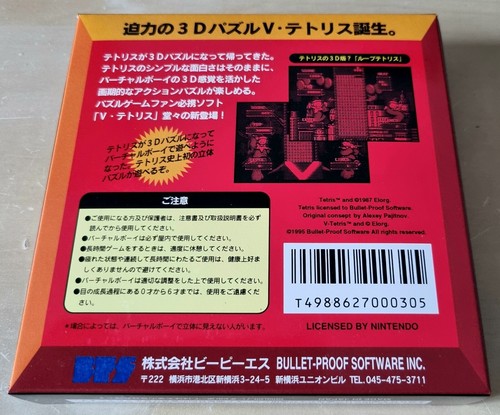 迫力の3DパズルV・テトリス誕生。
テトリスが3Dパズルになって帰ってきた。
テトリスのシンプルな面白さはそのままに、
バーチャルボーイの3D感覚を活かした
画期的なアクションパズルが楽しめる。
パズルゲームファン必携ソフト
「V・テトリス」堂々の新登場！
テトリスの3D版？「ループテトリス」
テトリスが3Dパズルになって
バーチャルボーイで遊べように
なった。テトリス史上初の立体
パズルが遊べるぞ。
Tetris™ and ©1987 Elorg.
Tetris licensed to Bullet-Proof Software.
Original concept by Alexey Pajitnov.
V-Tetris™ and © Elorg.
©1995 Bullet-Proof Software All rights reserved.
ご注意
●ご使用になる方及び保護者は、注意書及び取扱説明書を必ず
読んでから使用してください。
●バーチャルボーイは必ず屋内で使用してください。
●長時間ゲームをするときは、適度に休憩してください。
●疲れた状態や連続して長時間にわたるご使用は、健康上好ま
しくありませんので避けてください。
●バーチャルボーイは適切な調整をした上で使用してください。
●目の成長過程にある0才から6才までは、使用をご遠慮くだ
さい。
＊場合によっては、バーチャルボーイで立体に見えない人がいます。
T4988627000305
LICENSED BY NINTENDO
株式会社ビーピーエス BULLET-PROOF SOFTWARE INC.
〒222 横浜市港北区新横浜3-24-5 新横浜ユニオンビル TEL.045-475-3711